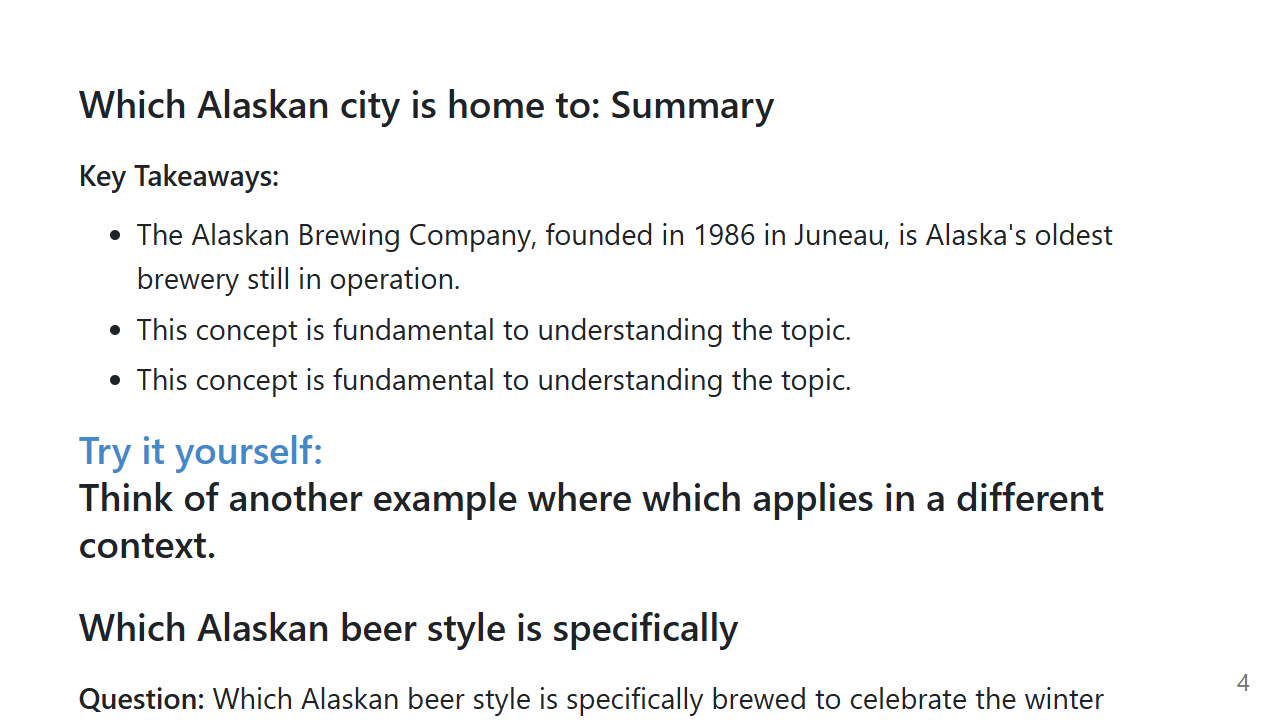 Which Alaskan city is home to: Summary
Key Takeaways:
• The Alaskan Brewing Company, founded in 1986 in Juneau, is Alaska's oldest
brewery still in operation.
• This concept is fundamental to understanding the topic.
• This concept is fundamental to understanding the topic.
Try it yourself:
Think of another example where which applies in a different
context.
Which Alaskan beer style is specifically
Question: Which Alaskan beer style is specifically brewed to celebrate the winter
4